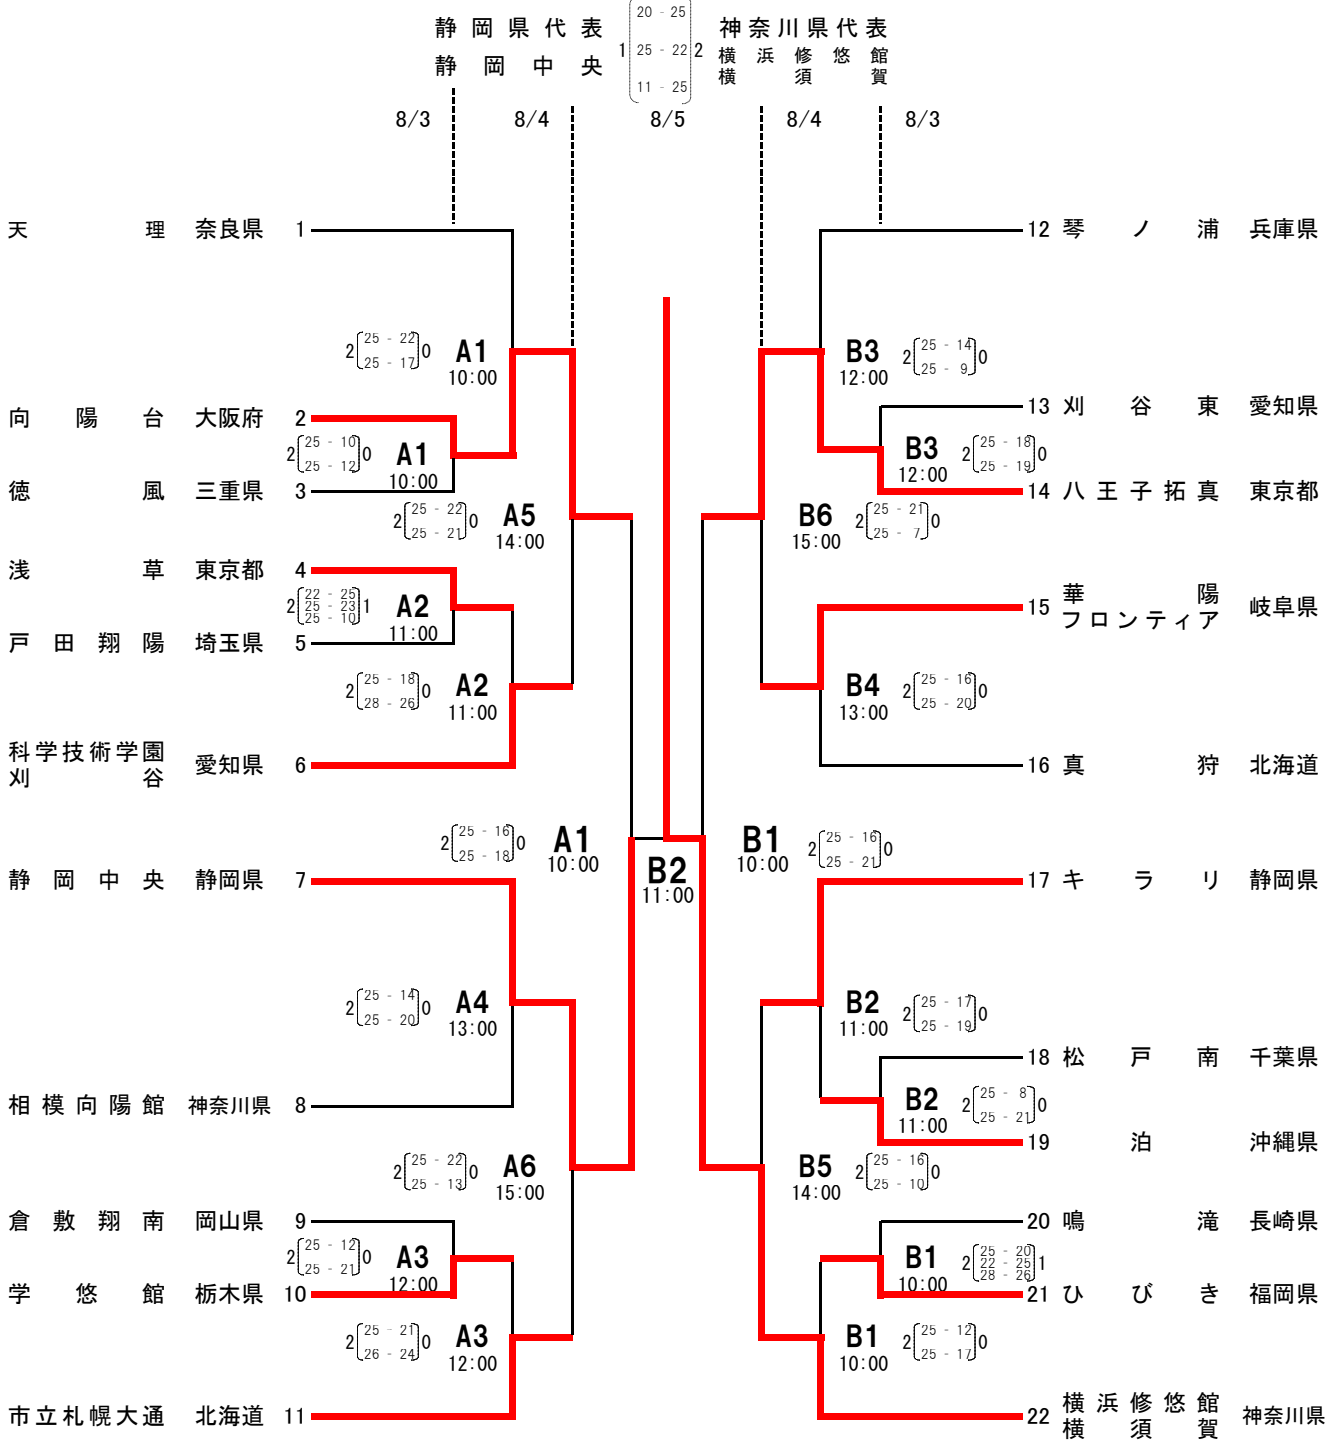 静岡県代表
静岡中央
1
20 - 25
25 - 22
11 - 25
2
神奈川県代表
横浜修悠館
横須賀
8/3 8/4 8/5 8/4 8/3
天理 奈良県 1
2 25 - 22 0
25 - 17
A1
10:00
向陽台 大阪府 2
2 25 - 10 0
25 - 12
A1
10:00
徳風 三重県 3
2 25 - 22 0
25 - 21
A5
14:00
浅草 東京都 4
22 - 25
2 25 - 23 1
25 - 10
A2
11:00
戸田翔陽 埼玉県 5
2 25 - 18 0
28 - 26
A2
11:00
科学技術学園
刈谷
愛知県 6
2 25 - 16 0
25 - 18
A1
10:00
静岡中央 静岡県 7
2 25 - 14 0
25 - 20
A4
13:00
相模向陽館 神奈川県 8
2 25 - 22 0
25 - 13
A6
15:00
倉敷翔南 岡山県 9
2 25 - 12 0
25 - 21
A3
12:00
学悠館 栃木県 10
2 25 - 21 0
26 - 24
A3
12:00
市立札幌大通 北海道 11
B2
11:00
12 琴ノ浦 兵庫県
B3
12:00
2 25 - 14 0
25 - 9
13 刈谷東 愛知県
B3
12:00
2 25 - 18 0
25 - 19
14 八王子拓真 東京都
B6
15:00
2 25 - 21 0
25 - 7
15 華陽
フロンティア
岐阜県
B4
13:00
2 25 - 16 0
25 - 20
16 真狩 北海道
B1
10:00
2 25 - 16 0
25 - 21
17 キラリ 静岡県
B2
11:00
2 25 - 17 0
25 - 19
18 松戸南 千葉県
B2
11:00
2 25 - 8 0
25 - 21
19 泊 沖縄県
B5
14:00
2 25 - 16 0
25 - 10
20 鳴滝 長崎県
B1
10:00
25 - 20
2 22 - 25 1
28 - 26
21 ひびき 福岡県
B1
10:00
2 25 - 12 0
25 - 17
22 横浜修悠館
横須賀
神奈川県